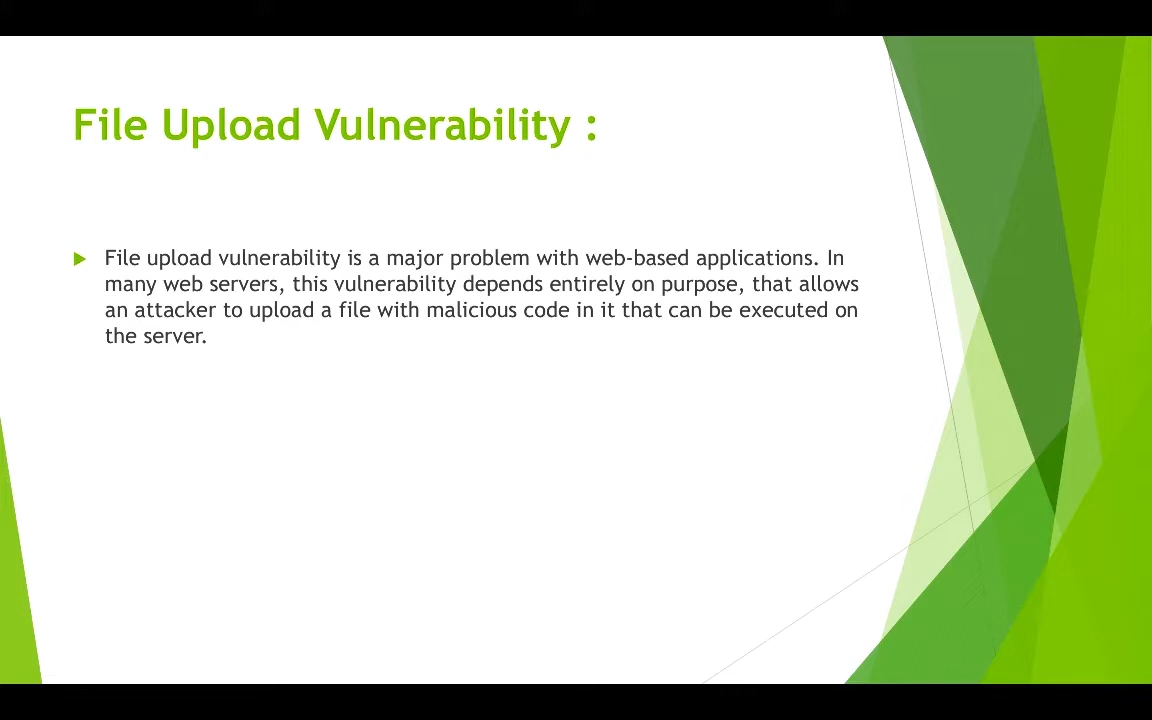 File Upload Vulnerability :
File upload vulnerability is a major problem with web-based applications. In
many web servers, this vulnerability depends entirely on purpose, that allows
an attacker to upload a file with malicious code in it that can be executed on
the server.